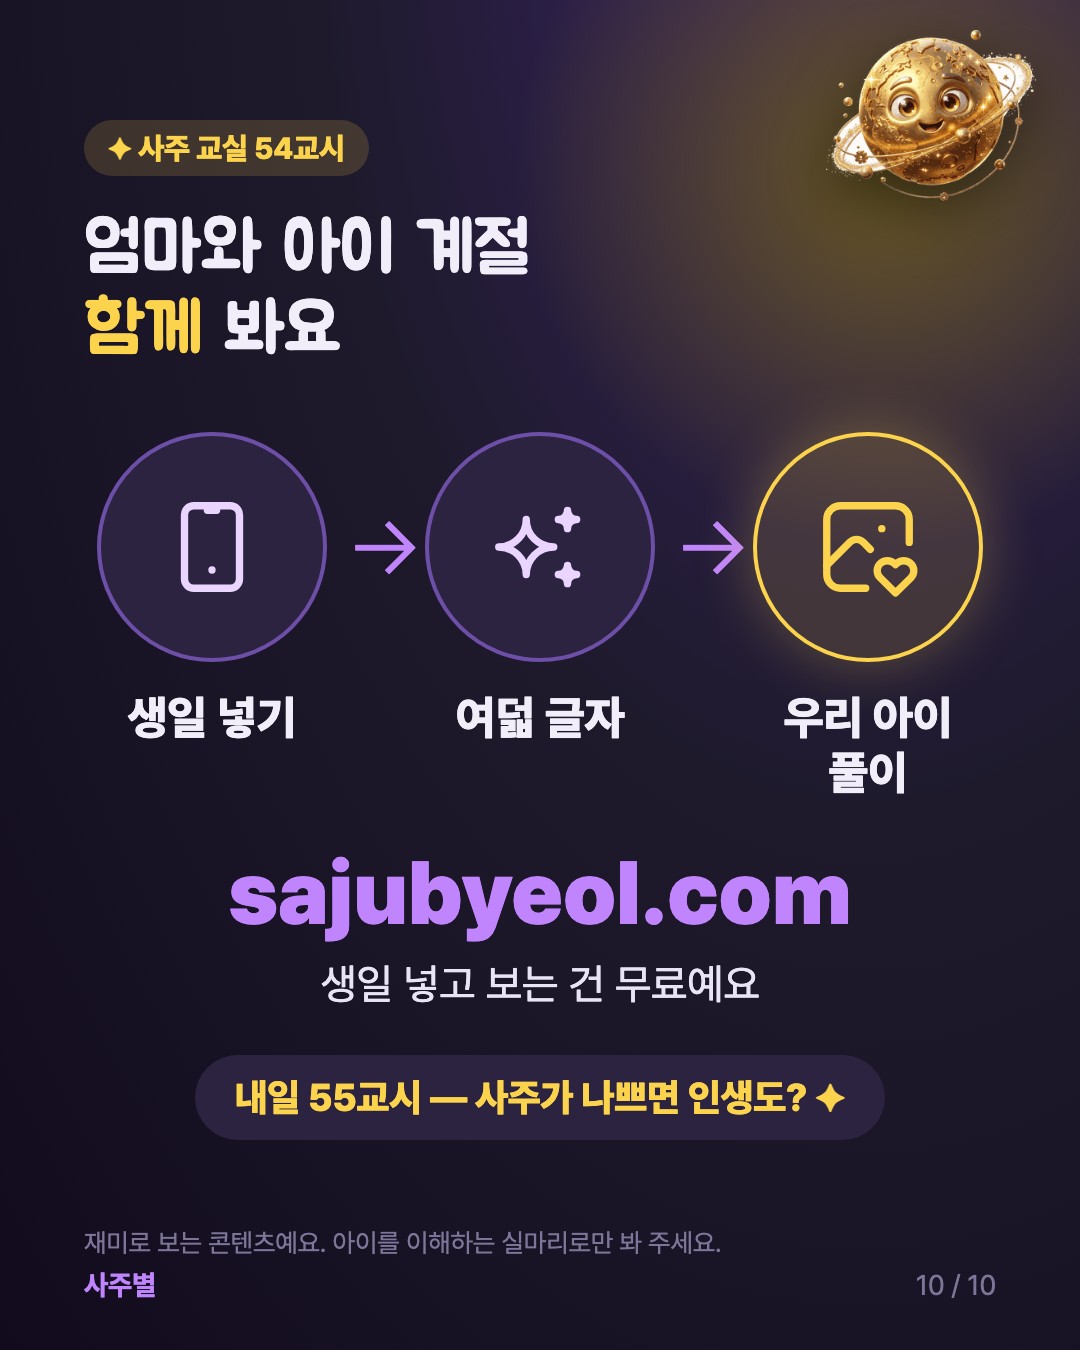 ✦ 사주 교실 54교시
엄마와 아이 계절
함께 봐요
생일 넣기
여덟 글자
우리 아이
풀이
sajubyeol.com
생일 넣고 보는 건 무료예요
내일 55교시 — 사주가 나쁘면 인생도? ✦
재미로 보는 콘텐츠예요. 아이를 이해하는 실마리로만 봐 주세요.
사주별
10 / 10